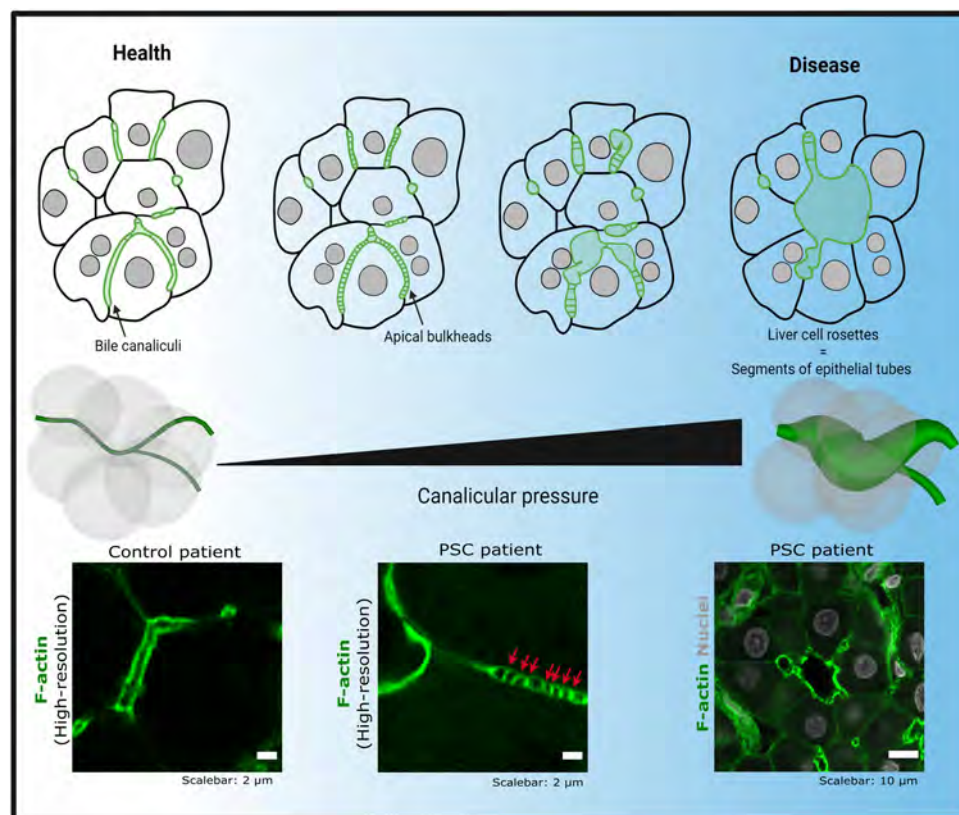 Health
Disease
Bile canaliculi
Apical bulkheads
Liver cell rosettes
=
Segments of epithelial tubes
Canalicular pressure
Control patient
PSC patient
PSC patient
F-actin
(High-resolution)
F-actin
(High-resolution)
F-actin Nuclei
Scalebar: 2 µm
Scalebar: 2 µm
Scalebar: 10 µm